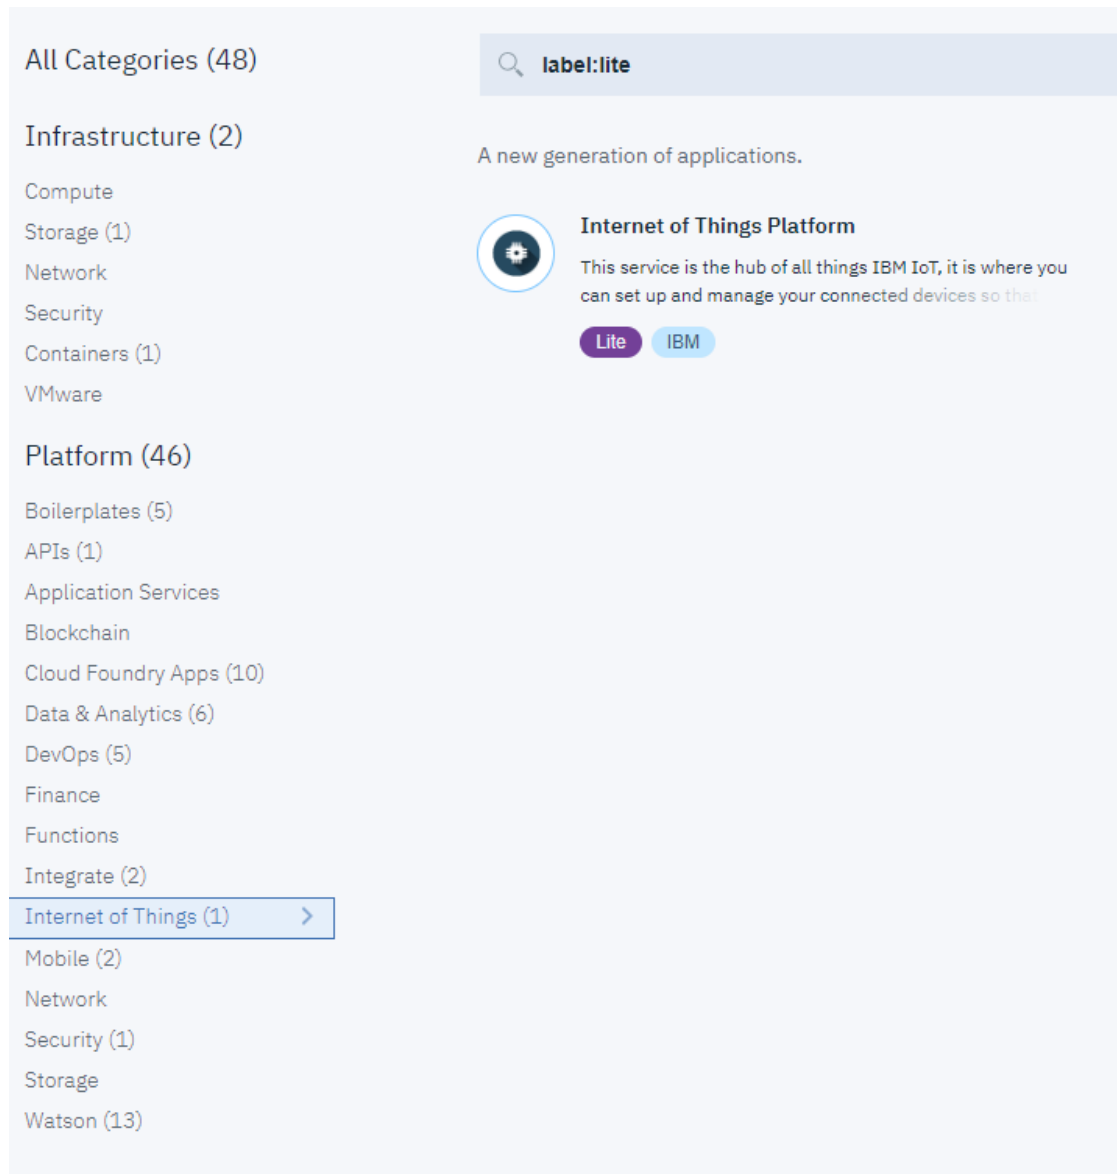 All Categories (48)
Infrastructure (2)
Compute
Storage (1)
Network
Security
Containers (1)
VMware
Platform (46)
Boilerplates (5)
APIs (1)
Application Services
Blockchain
Cloud Foundry Apps (10)
Data & Analytics (6)
DevOps (5)
Finance
Functions
Integrate (2)
Internet of Things (1)
Mobile (2)
Network
Security (1)
Storage
Watson (13)
label:lite
A new generation of applications.
Internet of Things Platform
This service is the hub of all things IBM IoT, it is where you
can set up and manage your connected devices so that
Lite IBM